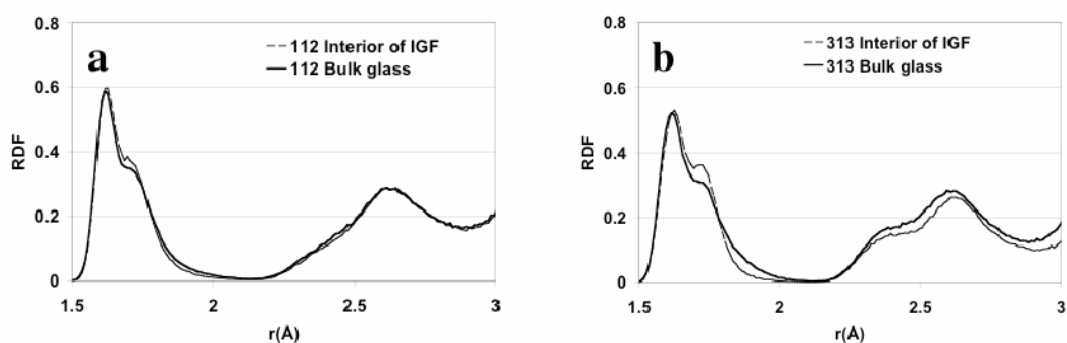 a
112 Interior of IGF
112 Bulk glass
RDF
0.8
0.6
0.4
0.2
0
1.5
2
2.5
3
r(Å)
b
313 Interior of IGF
313 Bulk glass
RDF
0.8
0.6
0.4
0.2
0
1.5
2
2.5
3
r(Å)